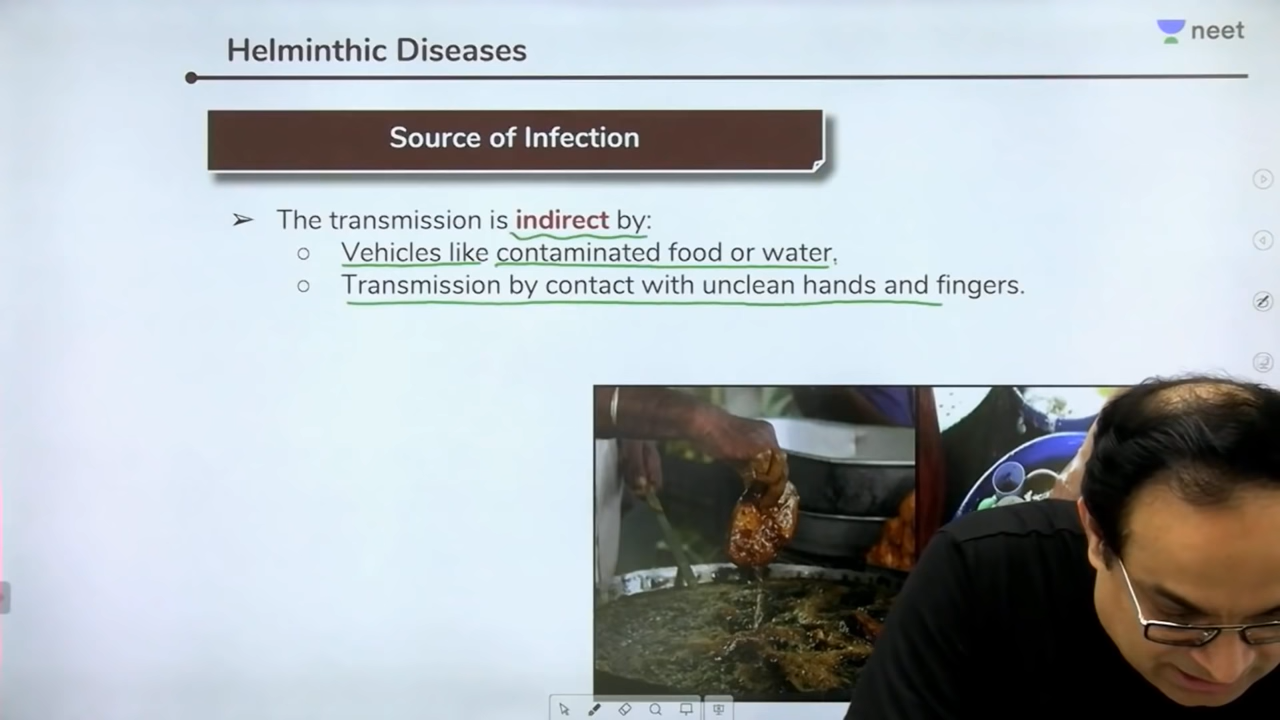 neet
Helminthic Diseases
Source of Infection
➢ The transmission is indirect by:
○ Vehicles like contaminated food or water,
○ Transmission by contact with unclean hands and fingers.